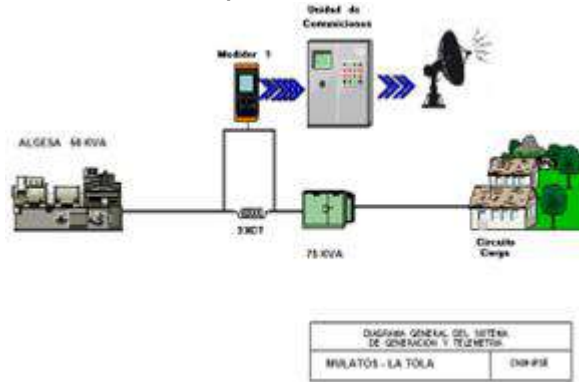 Unidad de
Comunicaciones
Medidor 1
ALGESA 60 KVA
3XCT
75 KVA
Circuito
Carga
DIAGRAMA GENERAL DEL SISTEMA
DE GENERACION Y TELEMETRIA
MULATOS - LA TOLA